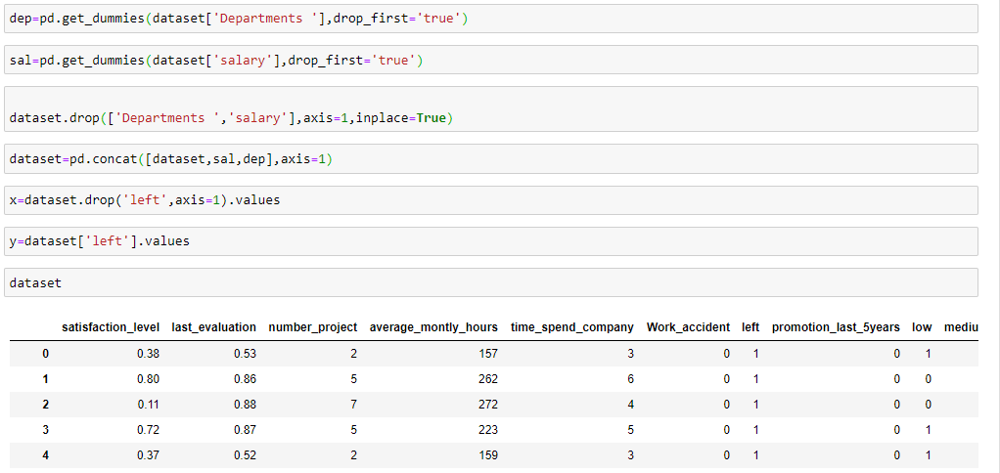 dep=pd.get_dummies(dataset['Departments '],drop_first='true')
sal=pd.get_dummies(dataset['salary'],drop_first='true')
dataset.drop(['Departments ','salary'],axis=1,inplace=True)
dataset=pd.concat([dataset,sal,dep],axis=1)
x=dataset.drop('left',axis=1).values
y=dataset['left'].values
dataset
satisfaction_level last_evaluation number_project average_montly_hours time_spend_company Work_accident left promotion_last_5years low mediu
0 0.38 0.53 2 157 3 0 1 0 1
1 0.80 0.86 5 262 6 0 1 0 0
2 0.11 0.88 7 272 4 0 1 0 0
3 0.72 0.87 5 223 5 0 1 0 1
4 0.37 0.52 2 159 3 0 1 0 1